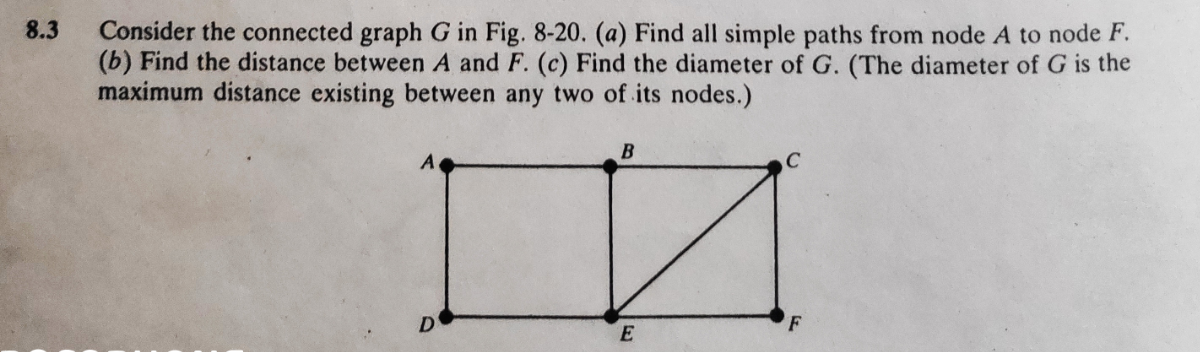 8.3 Consider the connected graph G in Fig. 8-20. (a) Find all simple paths from node A to node F.
(b) Find the distance between A and F. (c) Find the diameter of G. (The diameter of G is the
maximum distance existing between any two of its nodes.)
A B C
D E F